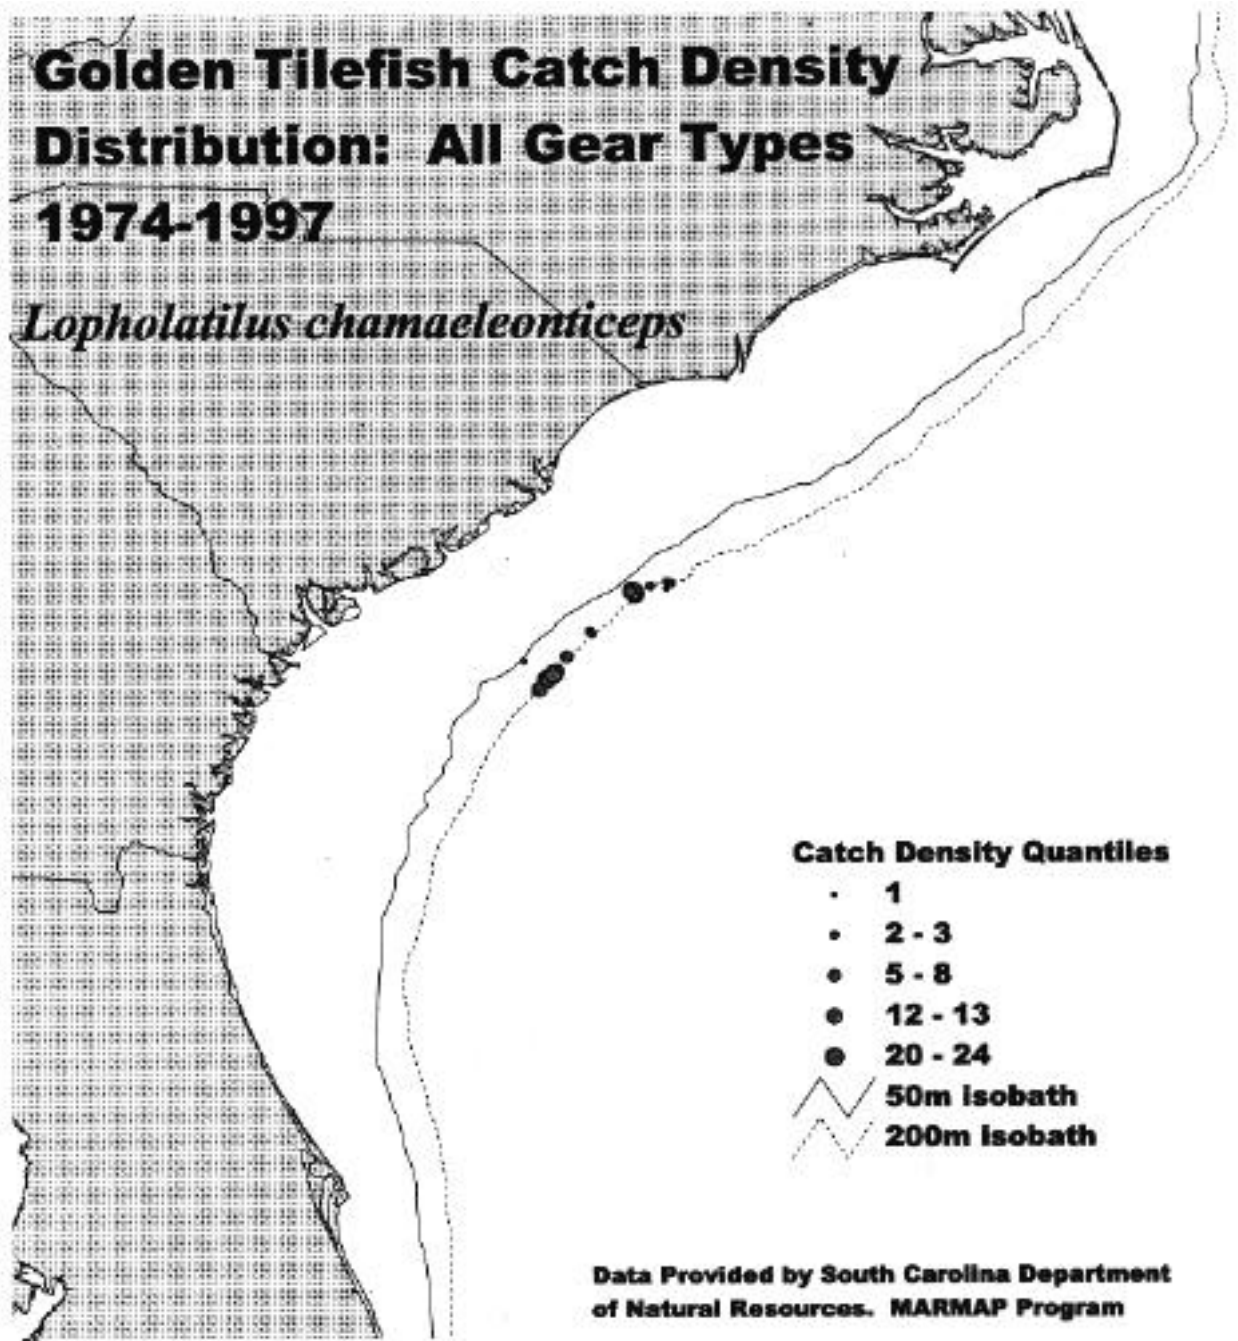 Golden Tilefish Catch Density
Distribution: All Gear Types
1974-1997
Lopholatilus chamaeleonticeps
Catch Density Quantiles
1
2 - 3
5 - 8
12 - 13
20 - 24
50m Isobath
200m Isobath
Data Provided by South Carolina Department
of Natural Resources. MARMAP Program